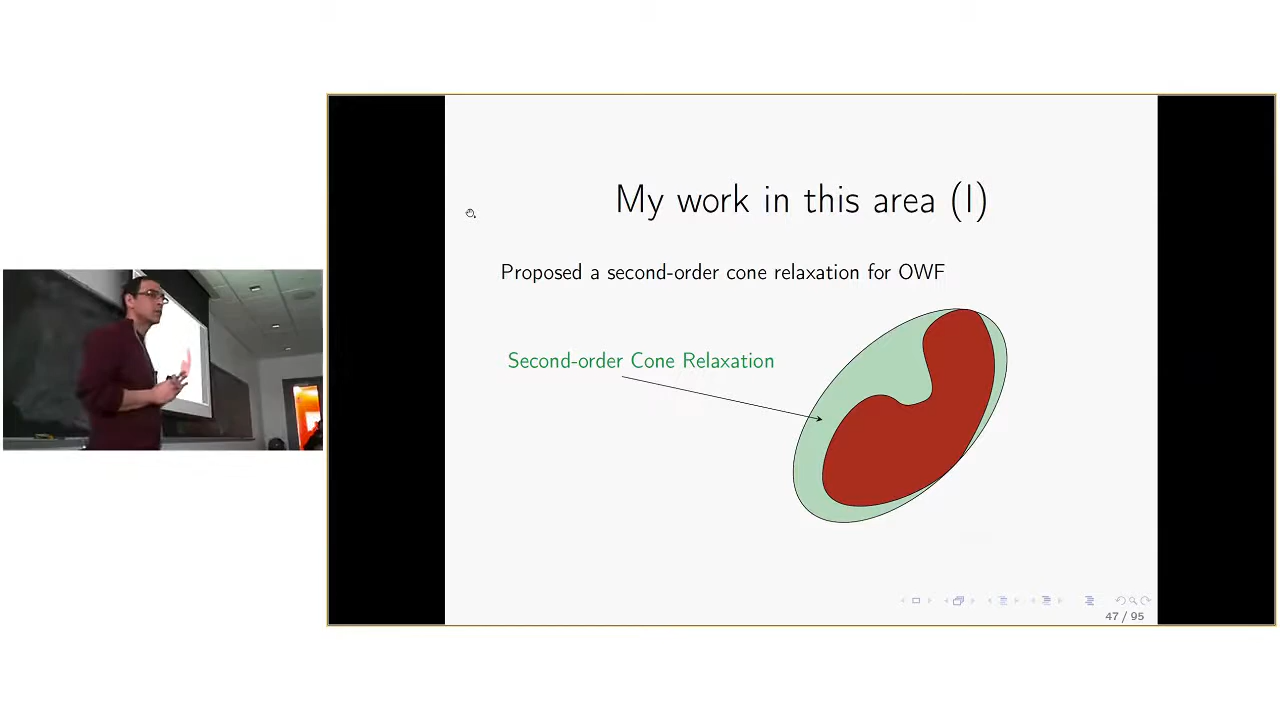 My work in this area (I)
Proposed a second-order cone relaxation for OWF
Second-order Cone Relaxation
47 / 95